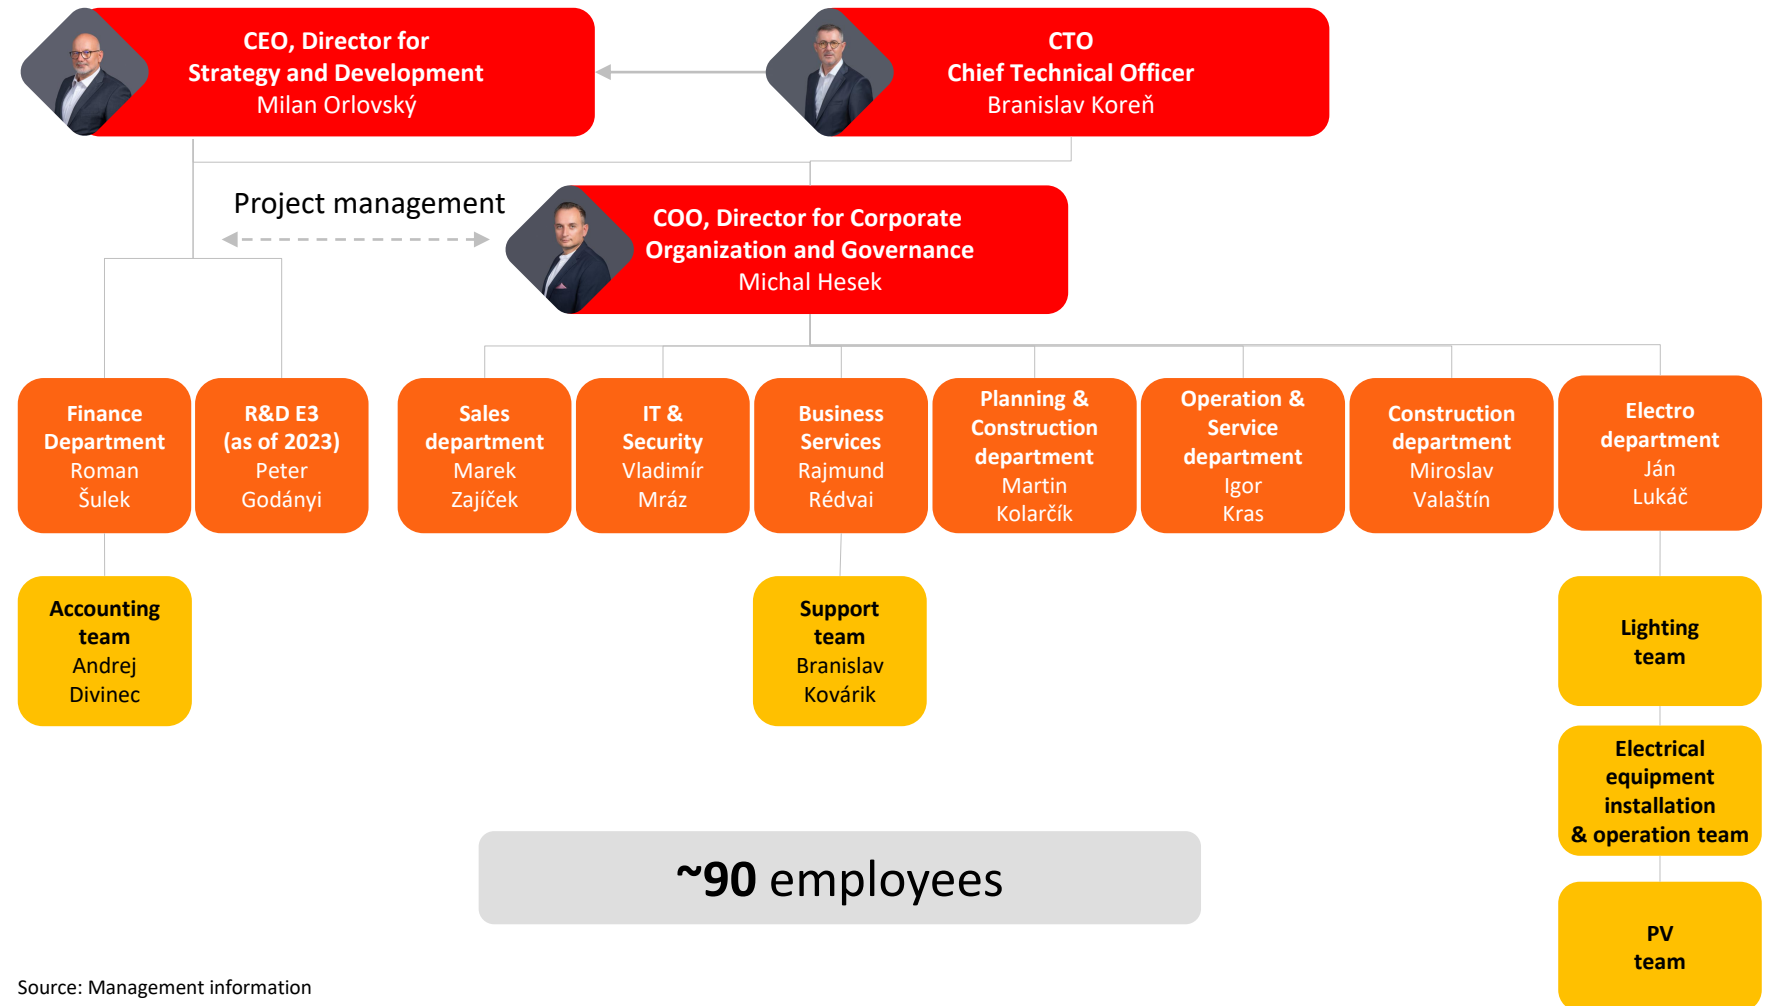 CEO, Director for
Strategy and Development
Milan Orlovský
CTO
Chief Technical Officer
Branislav Koreň
Project management
COO, Director for Corporate
Organization and Governance
Michal Hesek
Finance
Department
Roman
Šulek
R&D E3
(as of 2023)
Peter
Godányi
Sales
department
Marek
Zajíček
IT &
Security
Vladimír
Mráz
Business
Services
Rajmund
Rédvai
Planning &
Construction
department
Martin
Kolarčík
Operation &
Service
department
Igor
Kras
Construction
department
Miroslav
Valaštín
Electro
department
Ján
Lukáč
Accounting
team
Andrej
Divinec
Support
team
Branislav
Kovárik
Lighting
team
Electrical
equipment
installation
& operation team
PV
team
~90 employees
Source: Management information